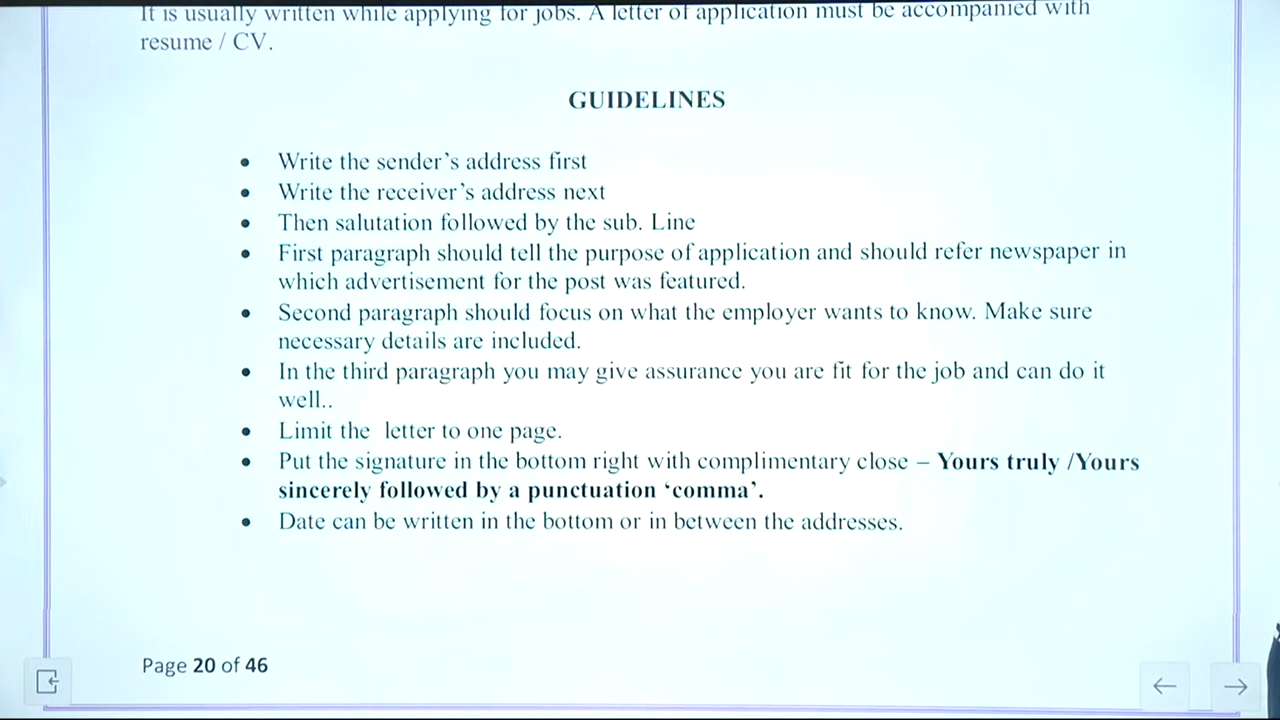 It is usually written while applying for jobs. A letter of application must be accompanied with
resume / CV.
GUIDELINES
• Write the sender's address first
• Write the receiver's address next
• Then salutation followed by the sub. Line
• First paragraph should tell the purpose of application and should refer newspaper in
which advertisement for the post was featured.
• Second paragraph should focus on what the employer wants to know. Make sure
necessary details are included.
• In the third paragraph you may give assurance you are fit for the job and can do it
well..
• Limit the letter to one page.
• Put the signature in the bottom right with complimentary close – Yours truly /Yours
sincerely followed by a punctuation ‘comma’.
• Date can be written in the bottom or in between the addresses.
Page 20 of 46